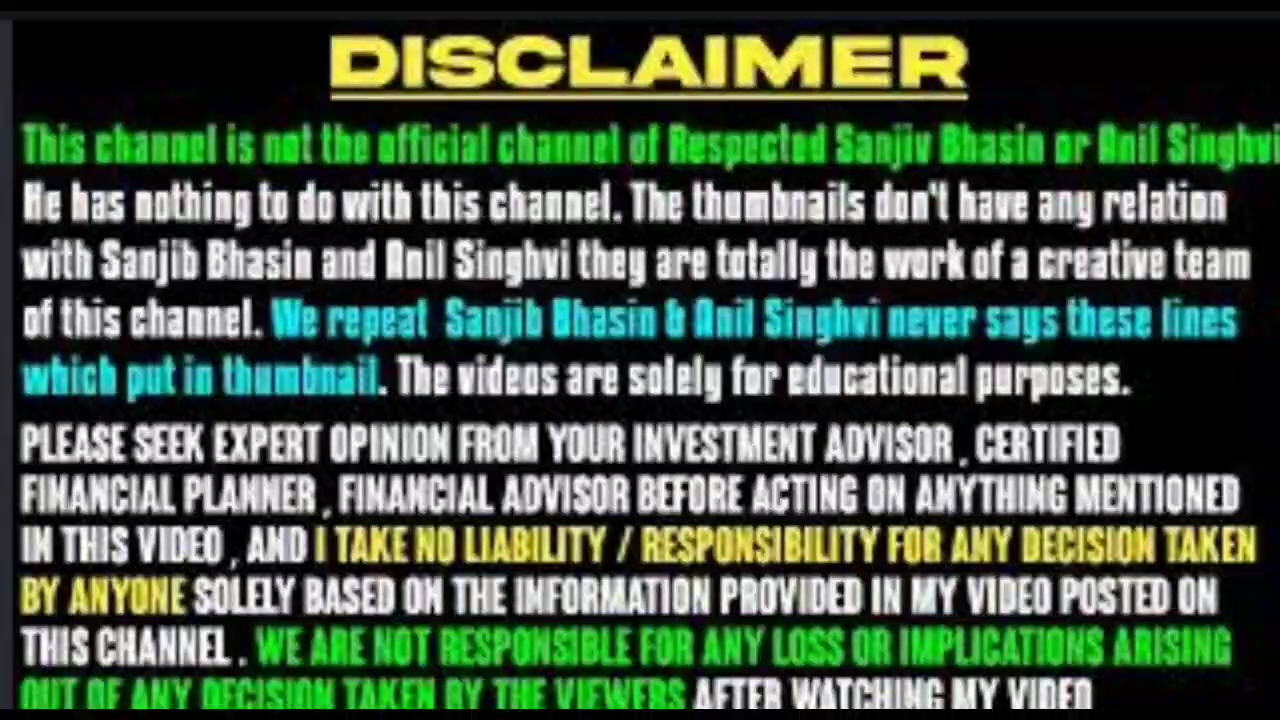 DISCLAIMER
This channel is not the official channel of Respected Sanjiv Bhasin or Anil Singhvi
He has nothing to do with this channel. The thumbnails don't have any relation
with Sanjib Bhasin and Anil Singhvi they are totally the work of a creative team
of this channel. We repeat Sanjib Bhasin & Anil Singhvi never says these lines
which put in thumbnail. The videos are solely for educational purposes.
PLEASE SEEK EXPERT OPINION FROM YOUR INVESTMENT ADVISOR , CERTIFIED
FINANCIAL PLANNER , FINANCIAL ADVISOR BEFORE ACTING ON ANYTHING MENTIONED
IN THIS VIDEO , AND I TAKE NO LIABILITY / RESPONSIBILITY FOR ANY DECISION TAKEN
BY ANYONE SOLELY BASED ON THE INFORMATION PROVIDED IN MY VIDEO POSTED ON
THIS CHANNEL . WE ARE NOT RESPONSIBLE FOR ANY LOSS OR IMPLICATIONS ARISING
OUT OF ANY DECISION TAKEN BY THE VIEWERS AFTER WATCHING MY VIDEO